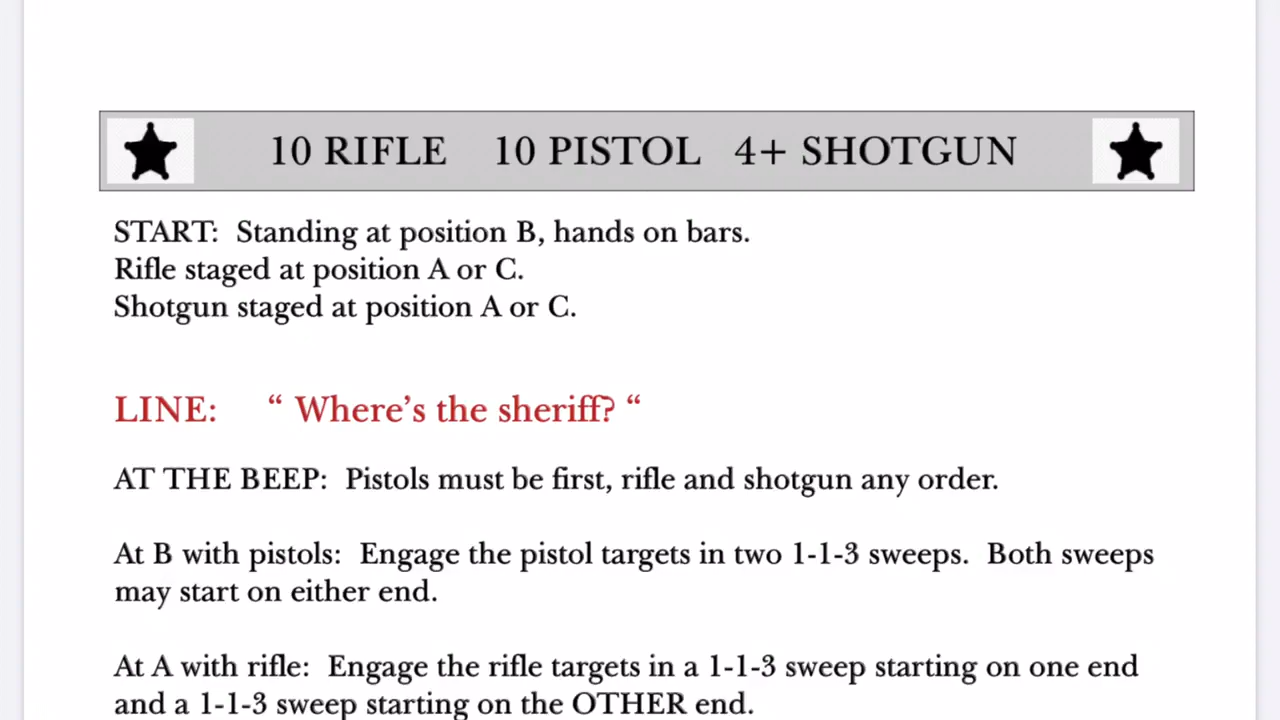 10 RIFLE 10 PISTOL 4+ SHOTGUN
START: Standing at position B, hands on bars.
Rifle staged at position A or C.
Shotgun staged at position A or C.
LINE: “ Where’s the sheriff? “
AT THE BEEP: Pistols must be first, rifle and shotgun any order.
At B with pistols: Engage the pistol targets in two 1-1-3 sweeps. Both sweeps
may start on either end.
At A with rifle: Engage the rifle targets in a 1-1-3 sweep starting on one end
and a 1-1-3 sweep starting on the OTHER end.